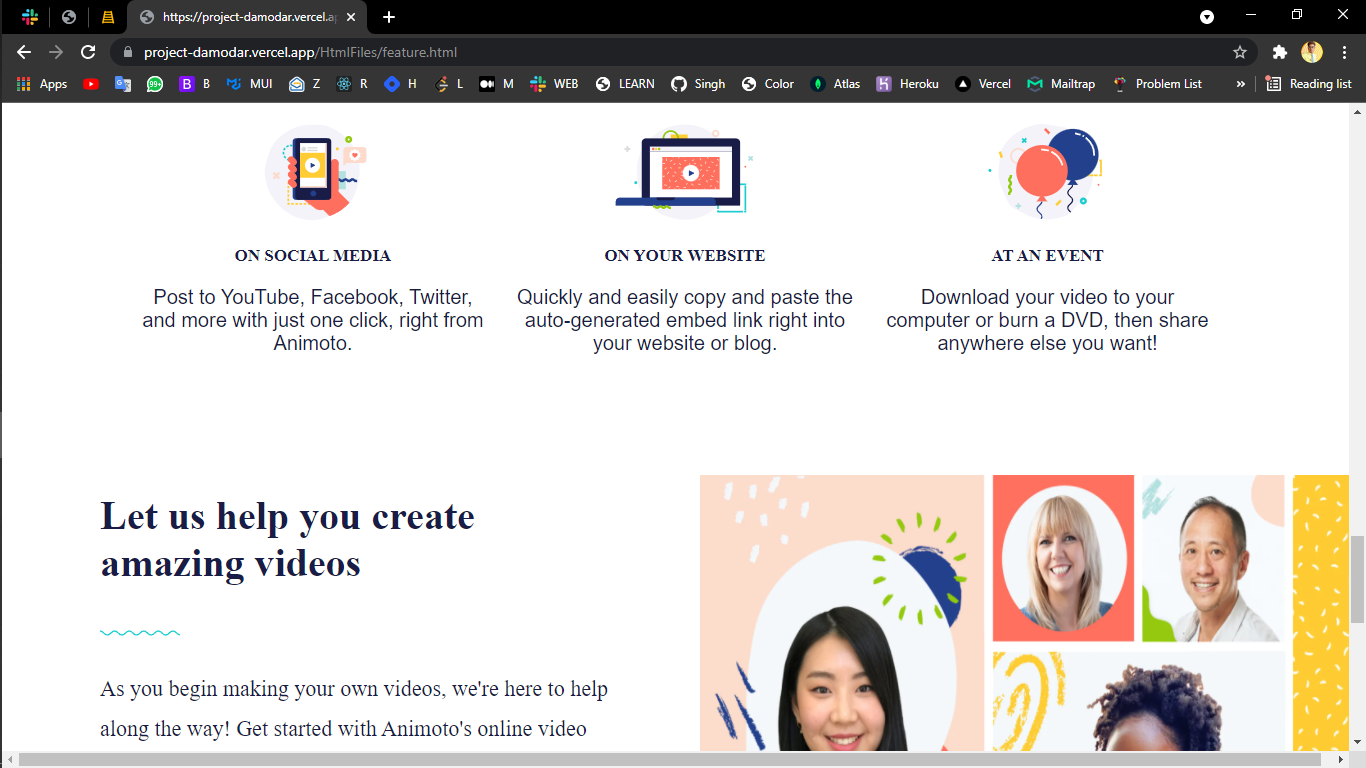 https://project-damodar.vercel.ap
project-damodar.vercel.app/HtmlFiles/feature.html
Apps 99+ B B MUI Z R H L M WEB LEARN Singh Color Atlas Heroku Vercel Mailtrap Problem List » Reading list
ON SOCIAL MEDIA
Post to YouTube, Facebook, Twitter,
and more with just one click, right from
Animoto.
ON YOUR WEBSITE
Quickly and easily copy and paste the
auto-generated embed link right into
your website or blog.
AT AN EVENT
Download your video to your
computer or burn a DVD, then share
anywhere else you want!
Let us help you create
amazing videos
As you begin making your own videos, we're here to help
along the way! Get started with Animoto's online video